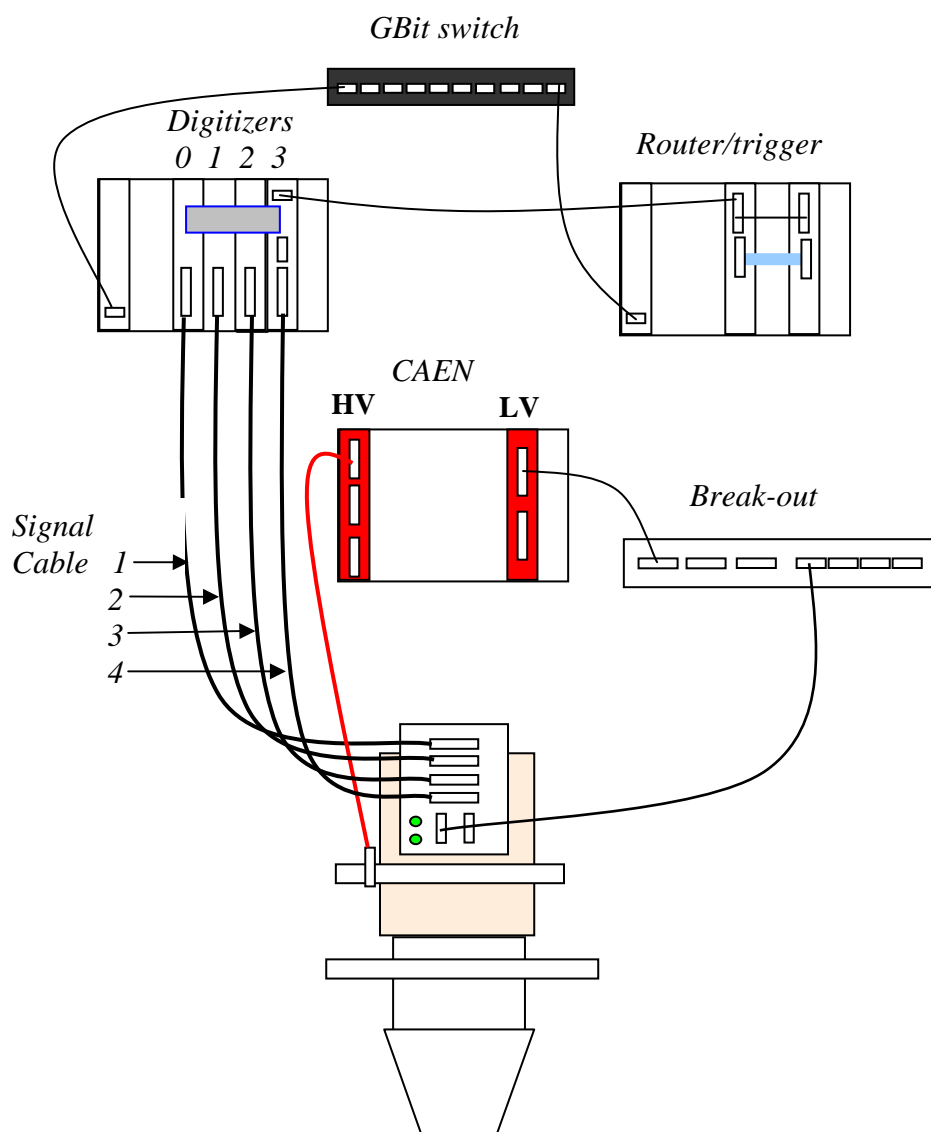 GBit switch
Digitizers
0 1 2 3
Router/trigger
CAEN
HV
LV
Break-out
Signal
Cable 1
2
3
4